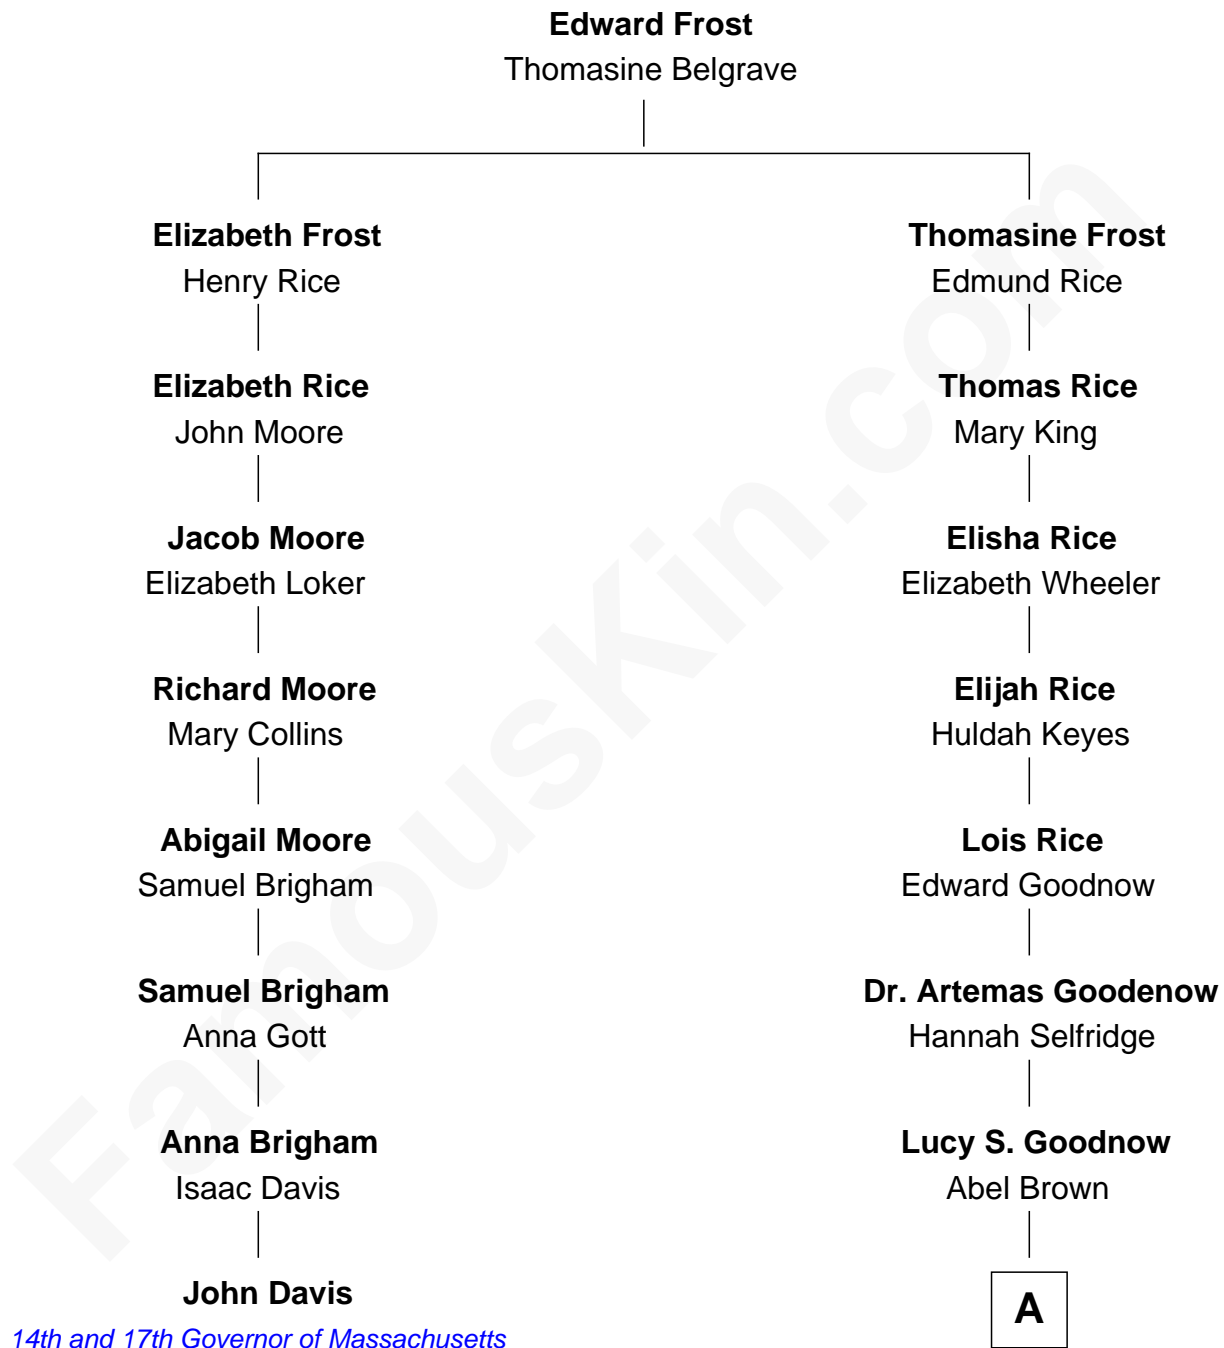 Edward Frost
Thomasine Belgrave
Elizabeth Frost
Henry Rice
Thomasine Frost
Edmund Rice
Elizabeth Rice
John Moore
Thomas Rice
Mary King
Jacob Moore
Elizabeth Loker
Elisha Rice
Elizabeth Wheeler
Richard Moore
Mary Collins
Elijah Rice
Huldah Keyes
Abigail Moore
Samuel Brigham
Lois Rice
Edward Goodnow
Samuel Brigham
Anna Gott
Dr. Artemas Goodenow
Hannah Selfridge
Anna Brigham
Isaac Davis
Lucy S. Goodnow
Abel Brown
John Davis
14th and 17th Governor of Massachusetts
A
FamousKin.com